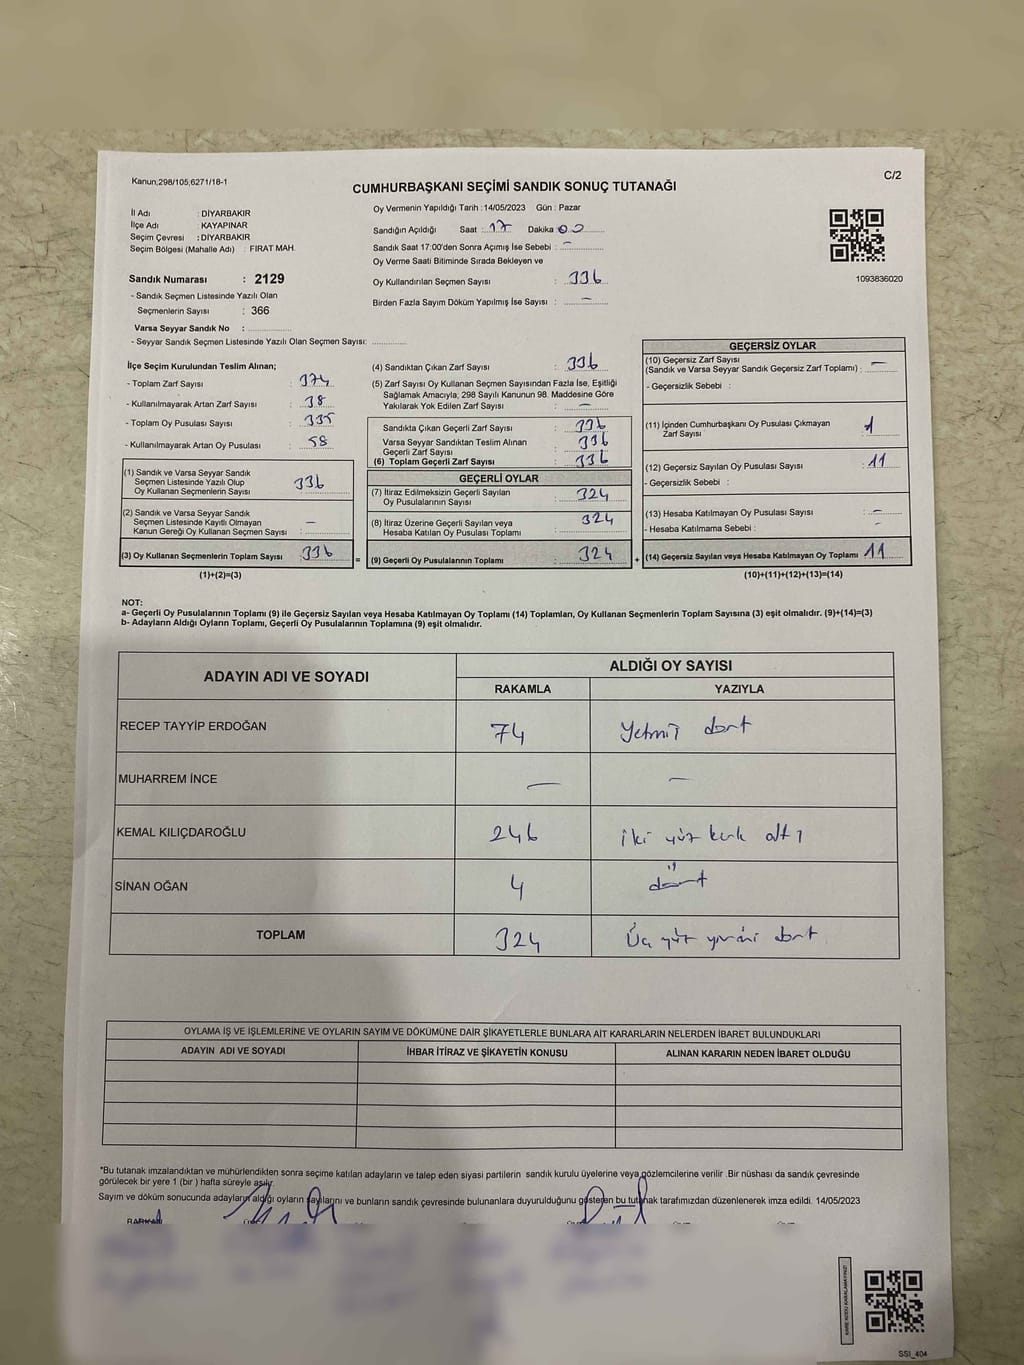 Kanun;298/105;6271/18-1
C/2
CUMHURBAŞKANI SEÇİMİ SANDIK SONUÇ TUTANAĞI
İl Adı : DİYARBAKIR
İlçe Adı : KAYAPINAR
Seçim Çevresi : DİYARBAKIR
Seçim Bölgesi (Mahalle Adı) : FIRAT MAH.
Sandık Numarası : 2129
- Sandık Seçmen Listesinde Yazılı Olan
Seçmenlerin Sayısı : 366
Varsa Seyyar Sandık No :
- Seyyar Sandık Seçmen Listesinde Yazılı Olan Seçmen Sayısı:
Oy Vermenin Yapıldığı Tarih : 14/05/2023 Gün : Pazar
Sandığın Açıldığı Saat : 17 Dakika : 00
Sandık Saat 17:00'den Sonra Açımış İse Sebebi : -
Oy Verme Saati Bitiminde Sırada Bekleyen ve
Oy Kullandırılan Seçmen Sayısı : 336
Birden Fazla Sayım Döküm Yapılmış İse Sayısı : -
1093836020
İlçe Seçim Kurulundan Teslim Alınan;
- Toplam Zarf Sayısı : 374
- Kullanılmayarak Artan Zarf Sayısı : 38
- Toplam Oy Pusulası Sayısı :
- Kullanılmayarak Artan Oy Pusulası : 58
(1) Sandık ve Varsa Seyyar Sandık
Seçmen Listesinde Yazılı Olup
Oy Kullanan Seçmenlerin Sayısı 336
(2) Sandık ve Varsa Seyyar Sandık
Seçmen Listesinde Kayıtlı Olmayan
Kanun Gereği Oy Kullanan Seçmen Sayısı : -
(3) Oy Kullanan Seçmenlerin Toplam Sayısı : 336
(1)+(2)=(3)
(4) Sandıktan Çıkan Zarf Sayısı : 336
(5) Zarf Sayısı Oy Kullanan Seçmen Sayısından Fazla İse, Eşitliği
Sağlamak Amacıyla; 298 Sayılı Kanunun 98. Maddesine Göre
Yakılarak Yok Edilen Zarf Sayısı : -
Sandıkta Çıkan Geçerli Zarf Sayısı : 336
Varsa Seyyar Sandıktan Teslim Alınan
Geçerli Zarf Sayısı : 336
(6) Toplam Geçerli Zarf Sayısı : 336
GEÇERLİ OYLAR
(7) İtiraz Edilmeksizin Geçerli Sayılan
Oy Pusulalarının Sayısı : 324
(8) İtiraz Üzerine Geçerli Sayılan veya
Hesaba Katılan Oy Pusulası Toplamı : 324
= (9) Geçerli Oy Pusulalarının Toplamı : 324
GEÇERSİZ OYLAR
(10) Geçersiz Zarf Sayısı
(Sandık ve Varsa Seyyar Sandık Geçersiz Zarf Toplamı) : -
- Geçersizlik Sebebi :
(11) İçinden Cumhurbaşkanı Oy Pusulası Çıkmayan
Zarf Sayısı : 1
(12) Geçersiz Sayılan Oy Pusulası Sayısı : 11
- Geçersizlik Sebebi :
(13) Hesaba Katılmayan Oy Pusulası Sayısı : -
- Hesaba Katılmama Sebebi : -
+ (14) Geçersiz Sayılan veya Hesaba Katılmayan Oy Toplamı : 11
(10)+(11)+(12)+(13)=(14)
NOT:
a- Geçerli Oy Pusulalarının Toplamı (9) ile Geçersiz Sayılan veya Hesaba Katılmayan Oy Toplamı (14) Toplamları, Oy Kullanan Seçmenlerin Toplam Sayısına (3) eşit olmalıdır. (9)+(14)=(3)
b- Adayların Aldığı Oyların Toplamı, Geçerli Oy Pusulalarının Toplamına (9) eşit olmalıdır.
ADAYIN ADI VE SOYADI
ALDIĞI OY SAYISI
RAKAMLA YAZIYLA
RECEP TAYYİP ERDOĞAN 74 Yetmiş dört
MUHARREM İNCE - -
KEMAL KILIÇDAROĞLU 246 iki yüz kırk altı
SİNAN OĞAN 4 dört
TOPLAM 324 Üç yüz yirmi dört
OYLAMA İŞ VE İŞLEMLERİNE VE OYLARIN SAYIM VE DÖKÜMÜNE DAİR ŞİKAYETLERLE BUNLARA AİT KARARLARIN NELERDEN İBARET BULUNDUKLARI
ADAYIN ADI VE SOYADI İHBAR İTİRAZ VE ŞİKAYETİN KONUSU ALINAN KARARIN NEDEN İBARET OLDUĞU
*Bu tutanak imzalandıktan ve mühürlendikten sonra seçime katılan adayların ve talep eden siyasi partilerin sandık kurulu üyelerine veya gözlemcilerine verilir .Bir nüshası da sandık çevresinde
görülecek bir yere 1 (bir ) hafta süreyle asılır.
Sayım ve döküm sonucunda adayların aldığı oyların sayılarını ve bunların sandık çevresinde bulunanlara duyurulduğunu gösteren bu tutanak tarafımızdan düzenlenerek imza edildi. 14/05/2023
SSI_404